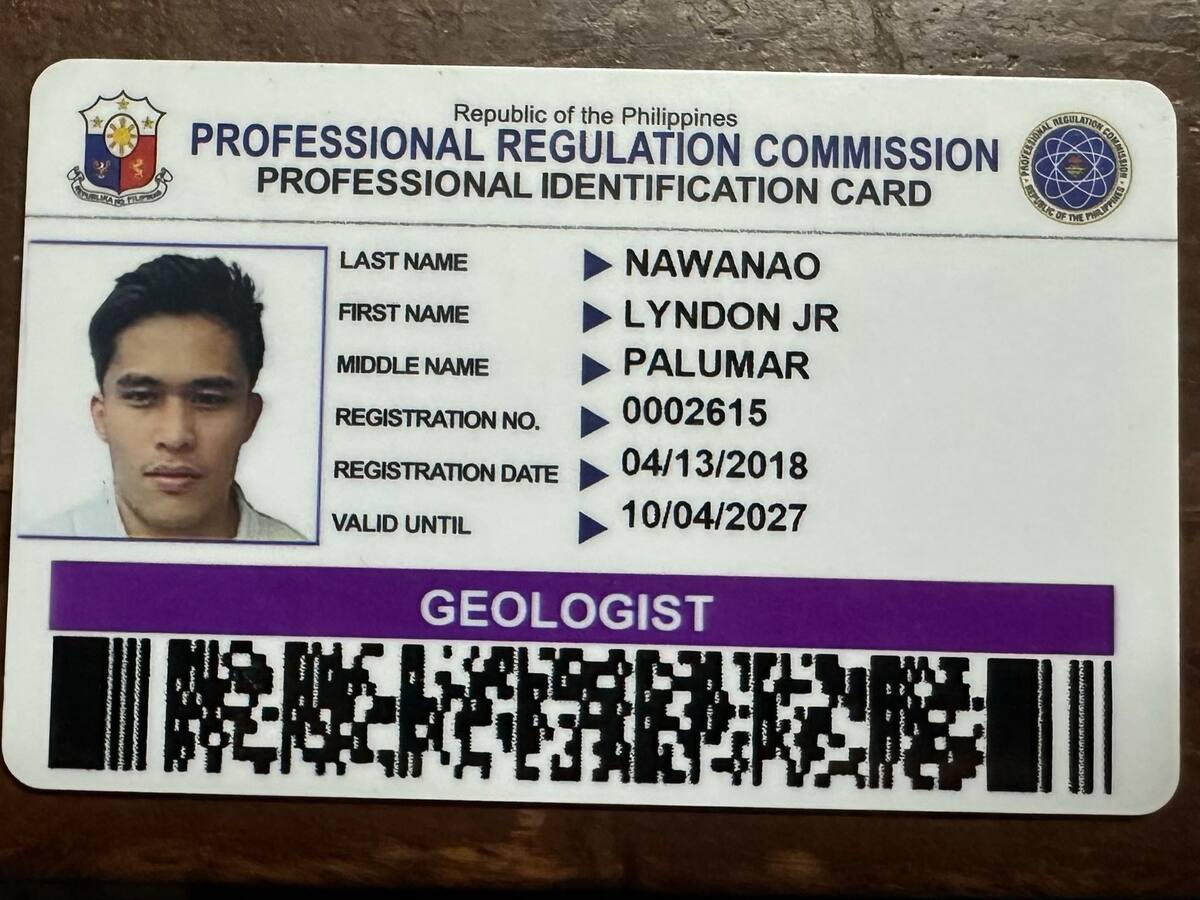 Republic of the Philippines
PROFESSIONAL REGULATION COMMISSION
PROFESSIONAL IDENTIFICATION CARD
REPUBLIKA NG PILIPINAS
PROFESSIONAL REGULATION COMMISSION
REPUBLIC OF THE PHILIPPINES
LAST NAME NAWANAO
FIRST NAME LYNDON JR
MIDDLE NAME PALUMAR
REGISTRATION NO. 0002615
REGISTRATION DATE 04/13/2018
VALID UNTIL 10/04/2027
GEOLOGIST